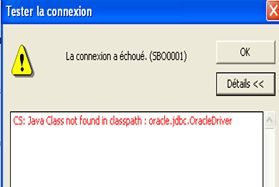 Tester la connexion
La connexion a échoué. (SBO0001)
OK
Détails <<
CS: Java Class not found in classpath : oracle.jdbc.OracleDriver